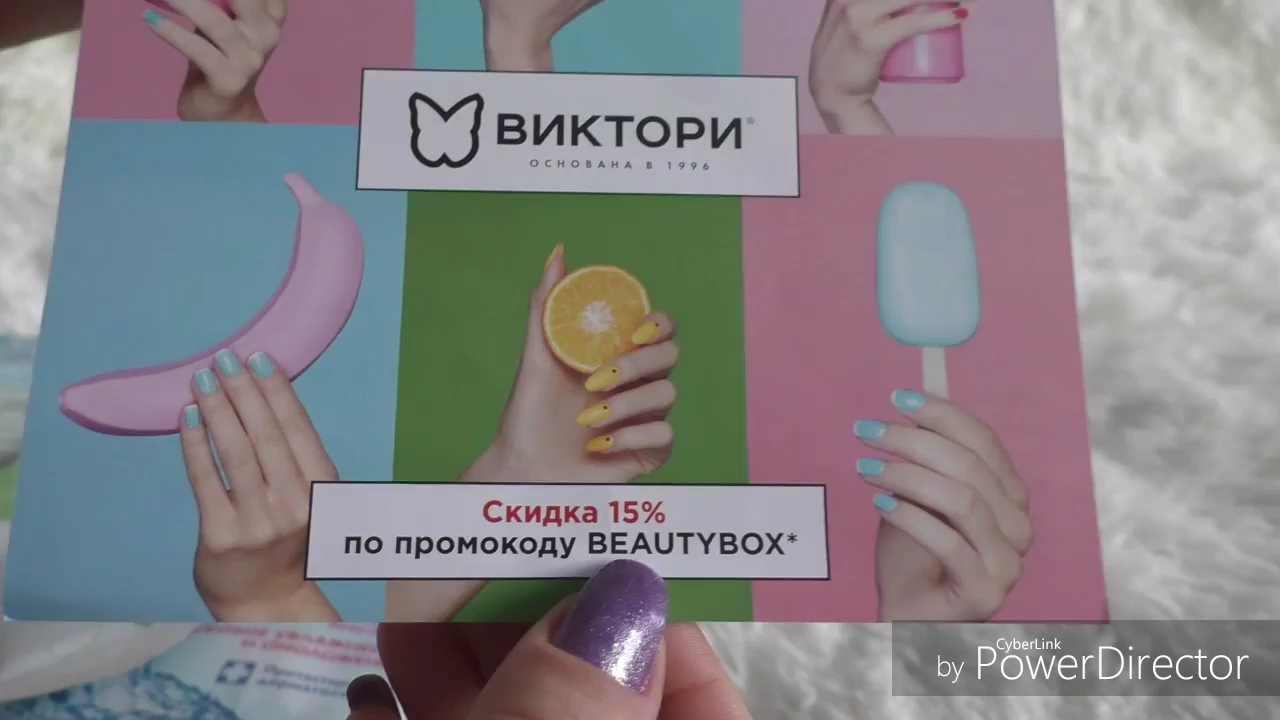 ВИКТОРИ®
ОСНОВАНА В 1996
Скидка 15%
по промокоду BEAUTYBOX*
CyberLink
by PowerDirector